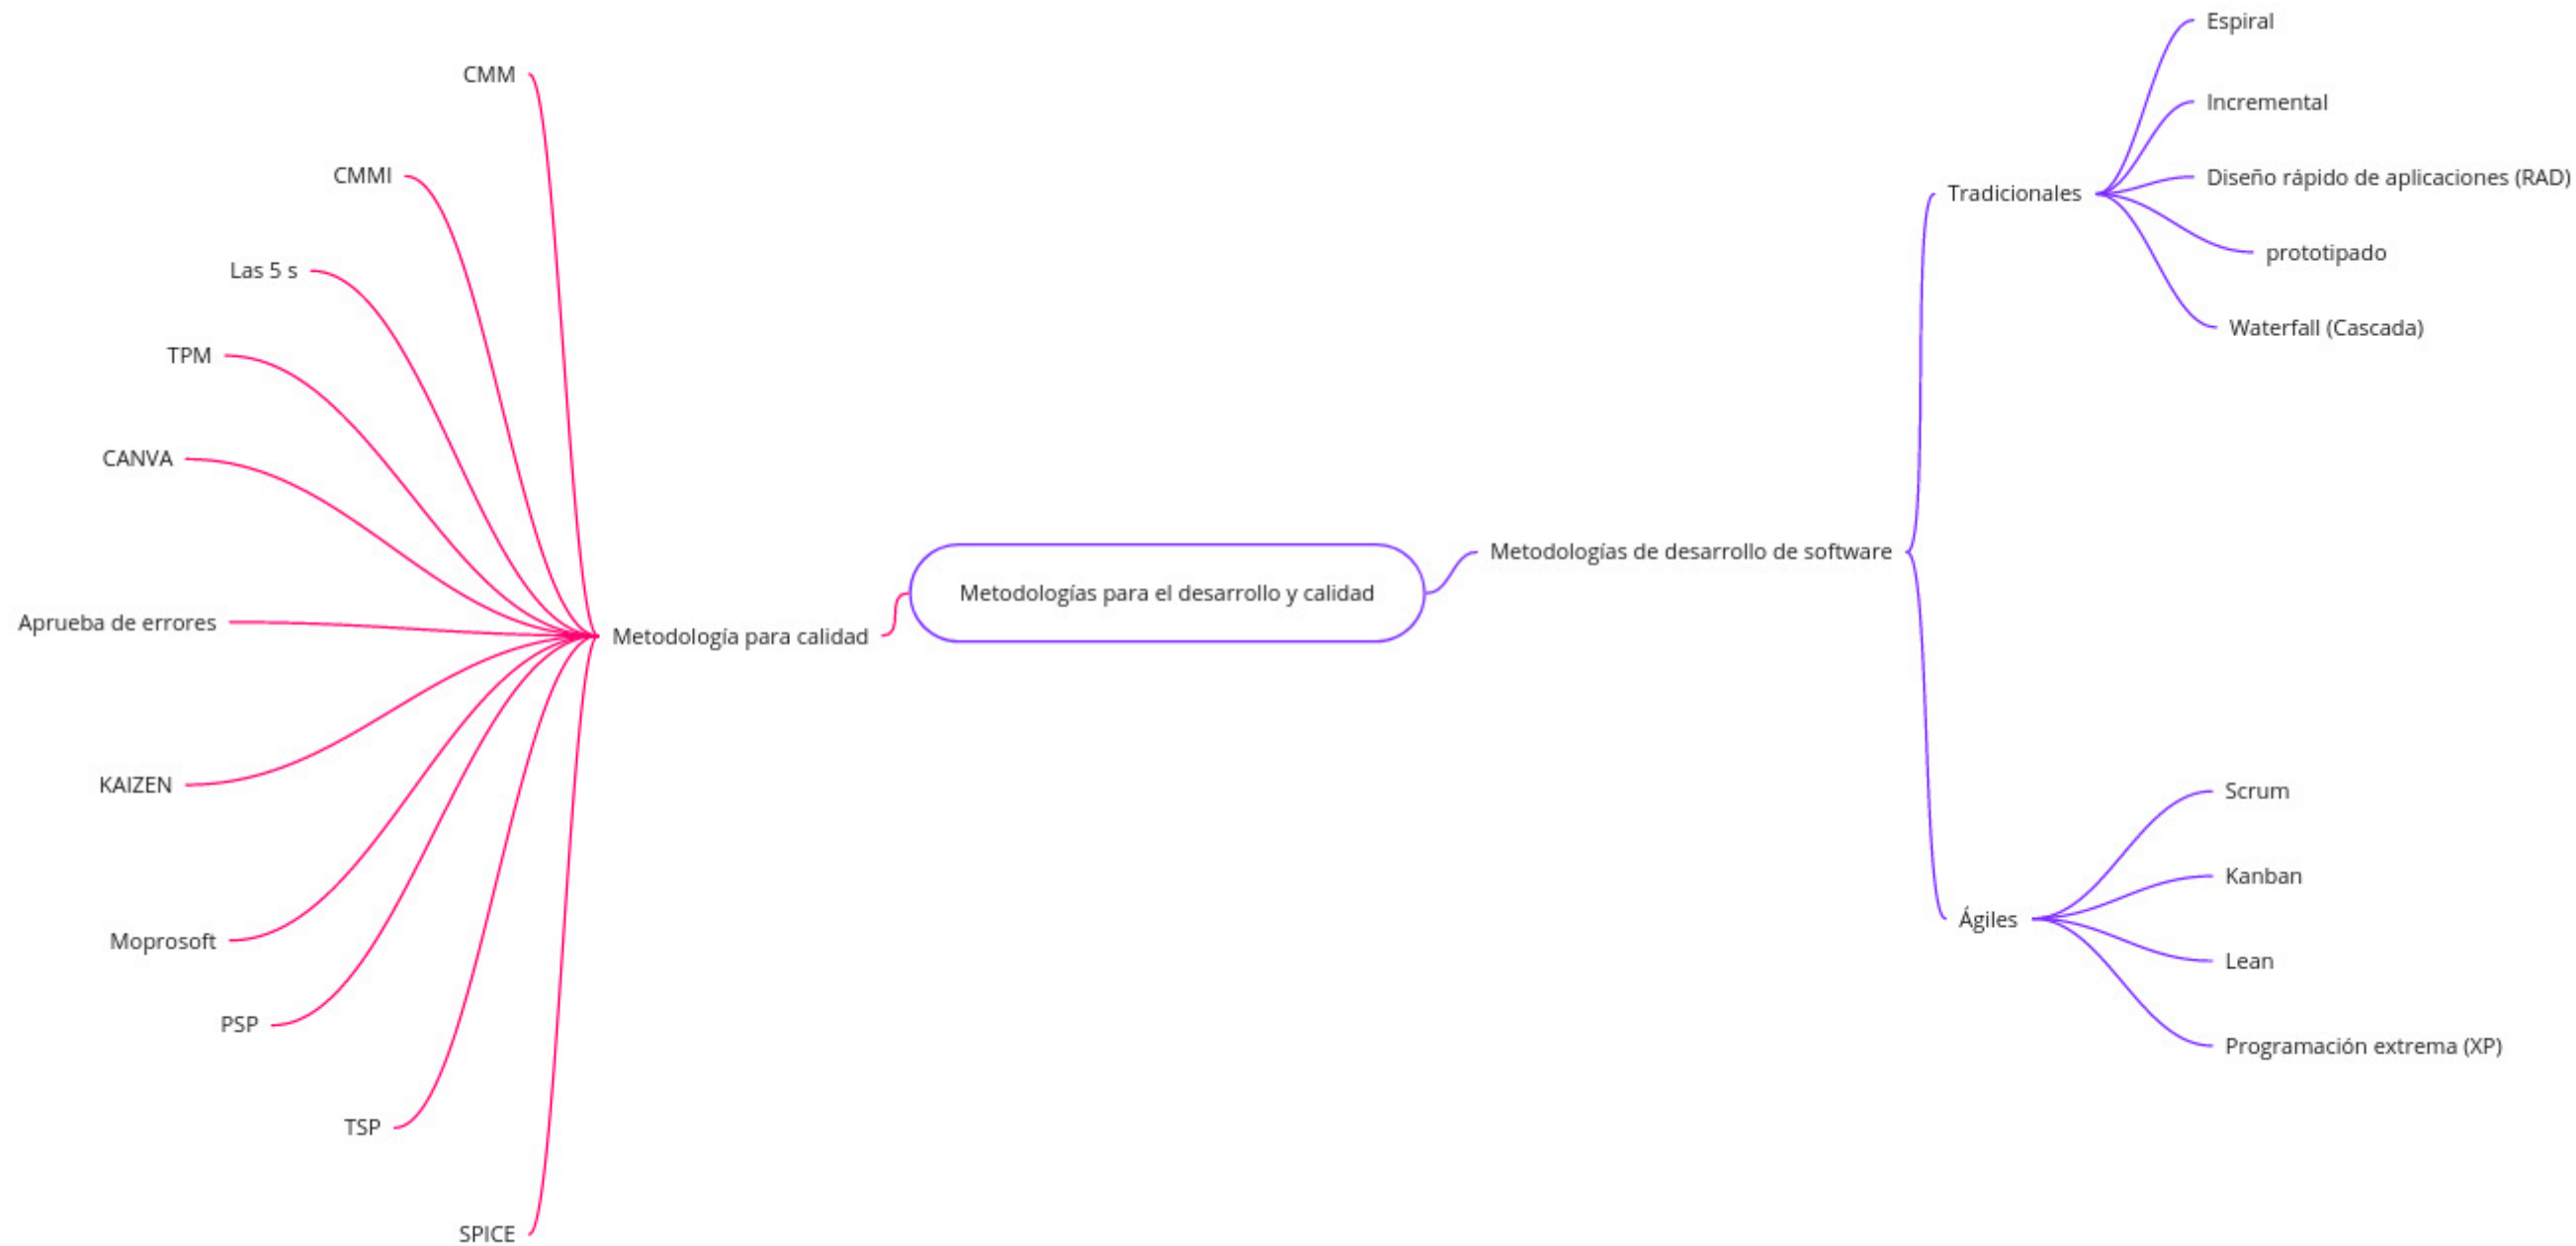 Metodologías para el desarrollo y calidad
Metodología para calidad
CMM
CMMI
Las 5 s
TPM
CANVA
Aprueba de errores
KAIZEN
Moprosoft
PSP
TSP
SPICE
Metodologías de desarrollo de software
Tradicionales
Espiral
Incremental
Diseño rápido de aplicaciones (RAD)
prototipado
Waterfall (Cascada)
Ágiles
Scrum
Kanban
Lean
Programación extrema (XP)